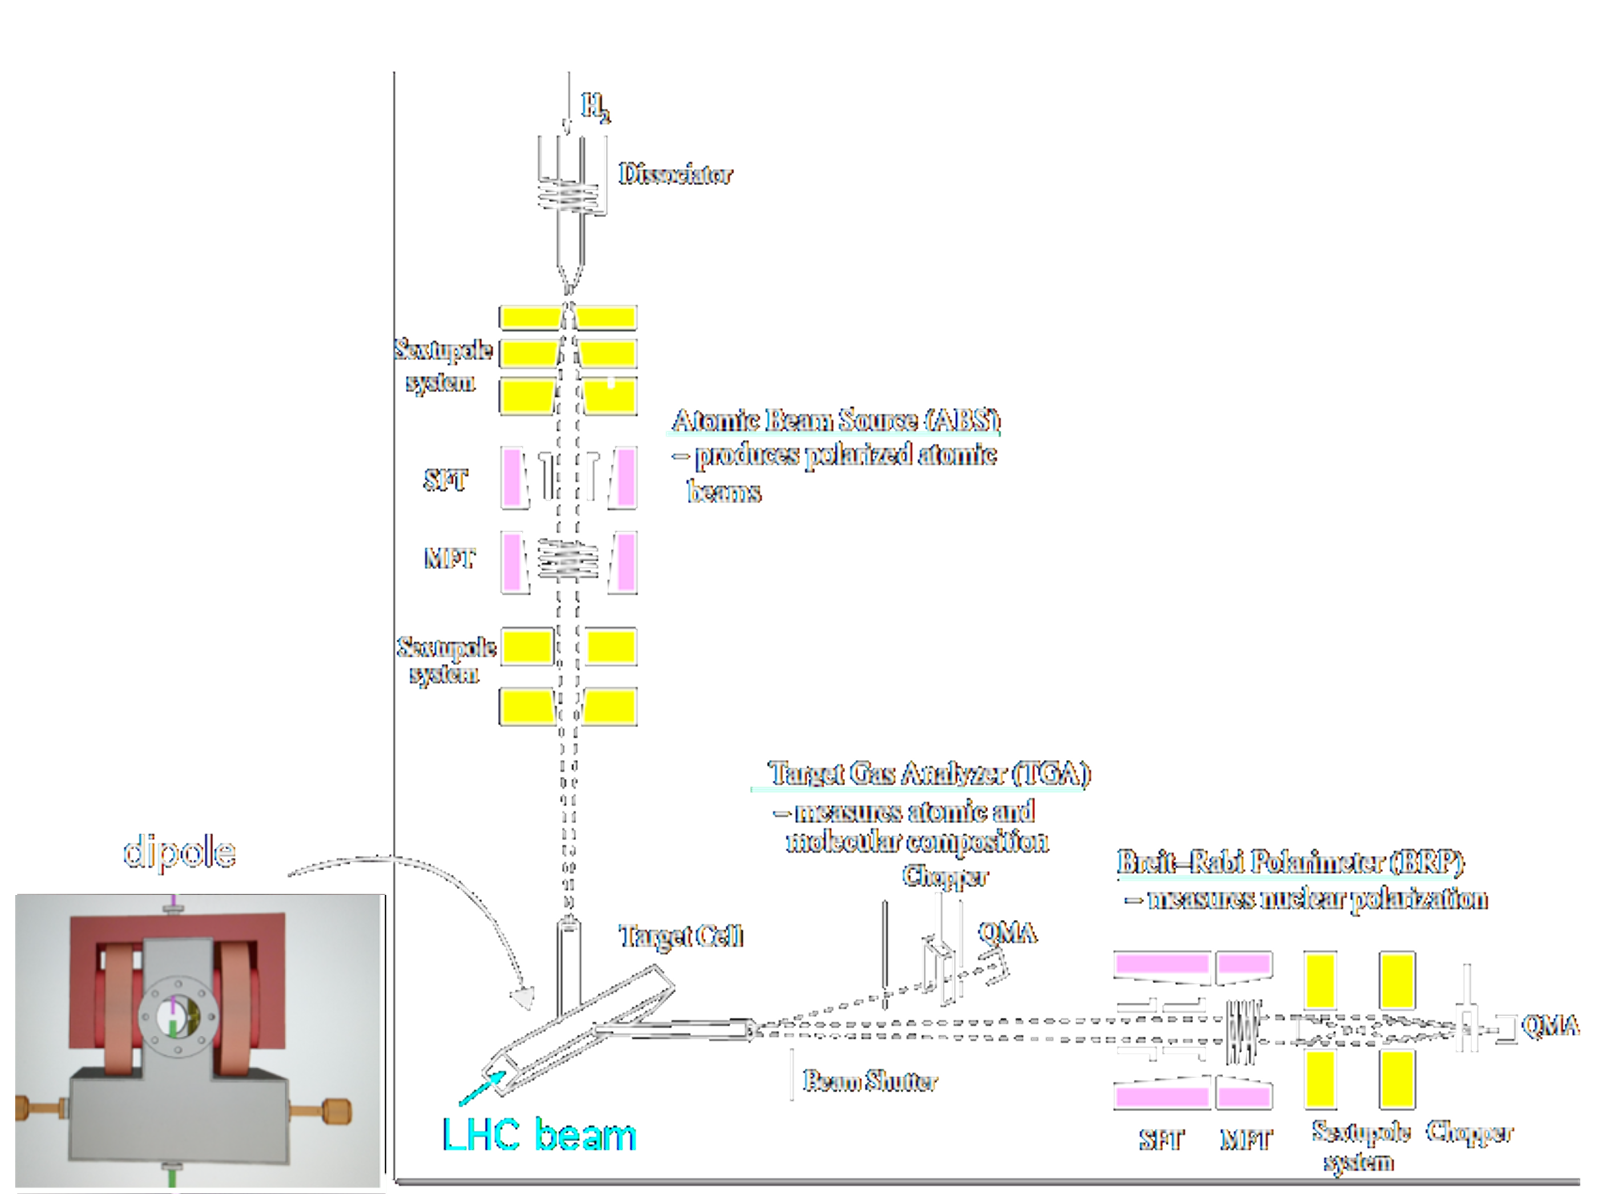 H2
Dissociator
Sextupole
system
Atomic Beam Source (ABS)
– produces polarized atomic
beams
SFT
MFT
Sextupole
system
Target Gas Analyzer (TGA)
– measures atomic and
molecular composition
Chopper
dipole
Breit–Rabi Polarimeter (BRP)
– measures nuclear polarization
Target Cell
QMA
QMA
Beam Shutter
LHC beam
SFT
MFT
Sextupole
system
Chopper